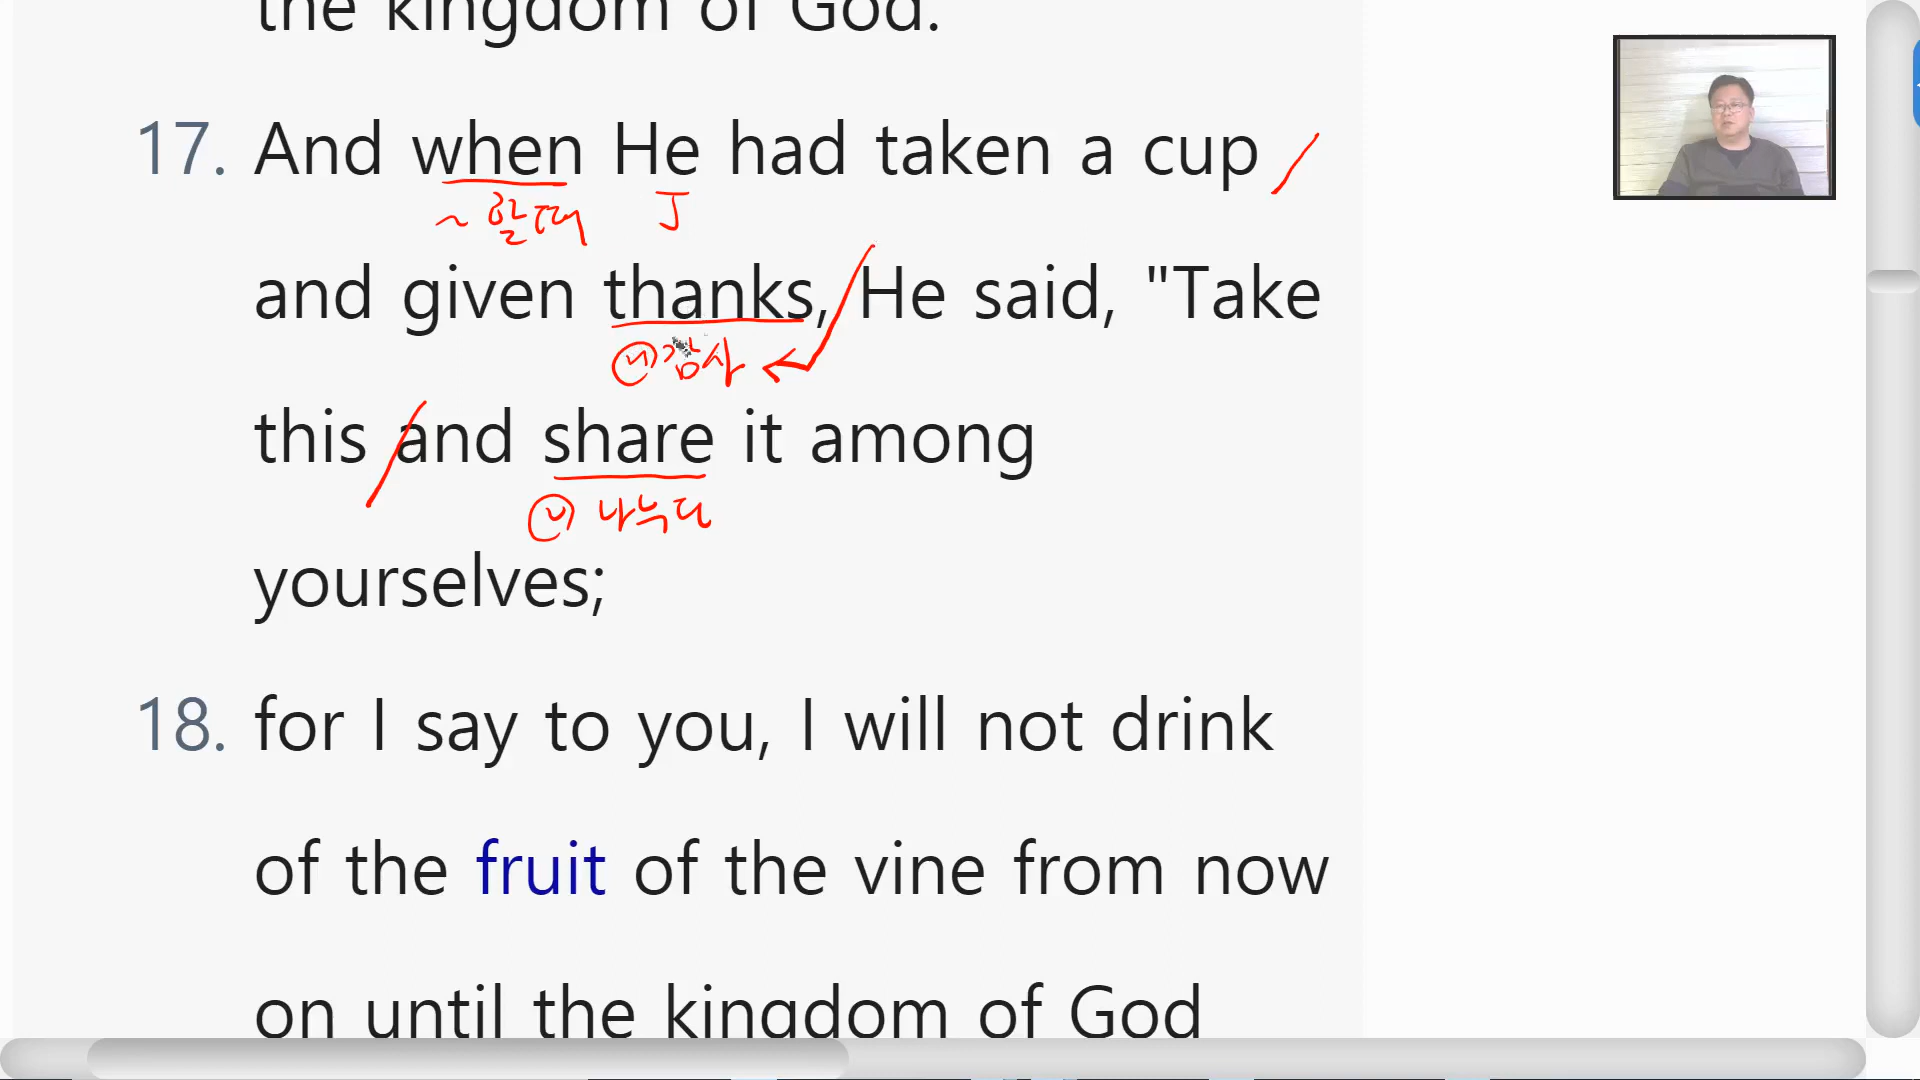 the kingdom of God.
17. And when He had taken a cup
~ 할때 J
and given thanks, He said, "Take
n 감사
this and share it among
v 나누다
yourselves;
18. for I say to you, I will not drink
of the fruit of the vine from now
on until the kingdom of God